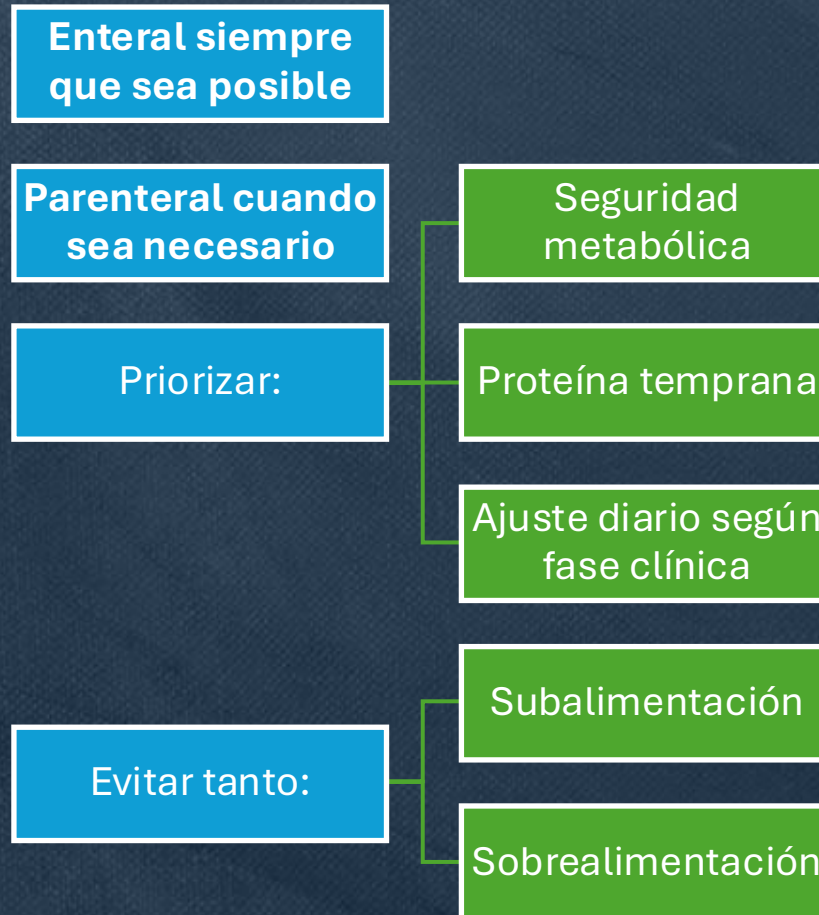 Enteral siempre
que sea posible
Parenteral cuando
sea necesario
Seguridad
metabólica
Priorizar:
Proteína temprana
Ajuste diario según
fase clínica
Evitar tanto:
Subalimentación
Sobrealimentación